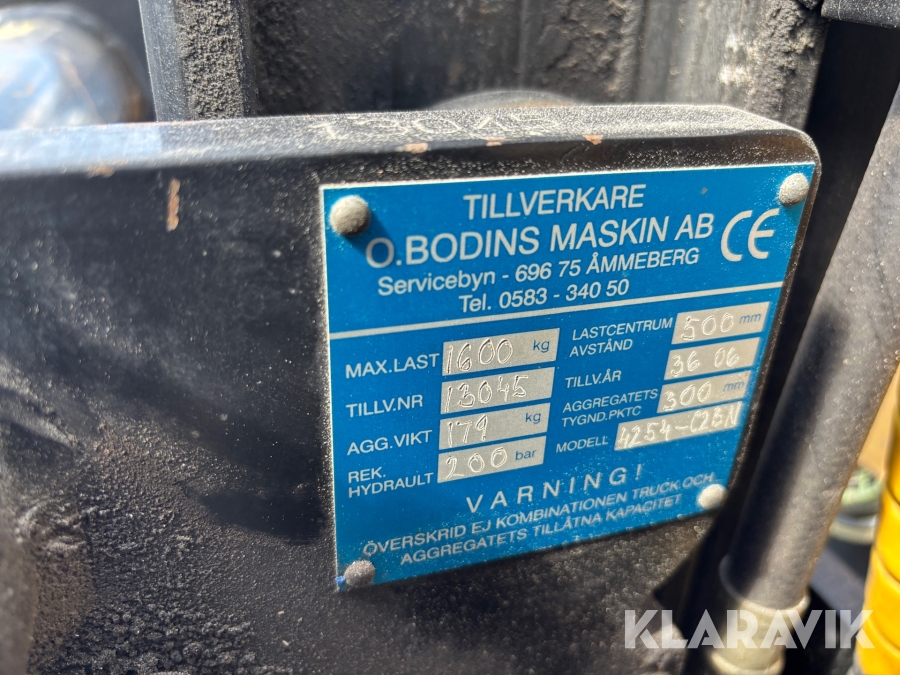 TILLVERKARE
O.BODINS MASKIN AB
CE
Servicebyn - 696 75 ÅMMEBERG
Tel. 0583 - 340 50
MAX.LAST 1600 kg
TILLV.NR 13045
AGG.VIKT 179 kg
REK. HYDRAULT 200 bar
LASTCENTRUM AVSTÅND 500 mm
TILLV.ÅR 36 06
AGGREGATETS TYGND.PKTC 300 mm
MODELL
VARNING!
ÖVERSKRID EJ KOMBINATIONEN TRUCK OCH
AGGREGATETS TILLÅTNA KAPACITET
KLARAVIK